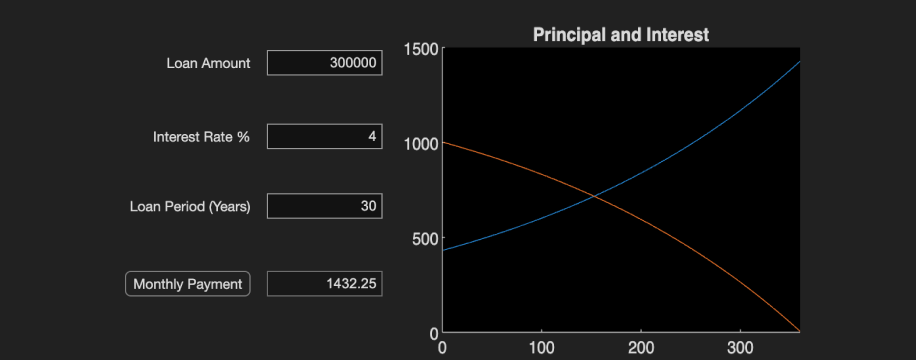 Loan Amount 300000
Interest Rate % 4
Loan Period (Years) 30
Monthly Payment 1432.25
Principal and Interest
1500
1000
500
0
0 100 200 300